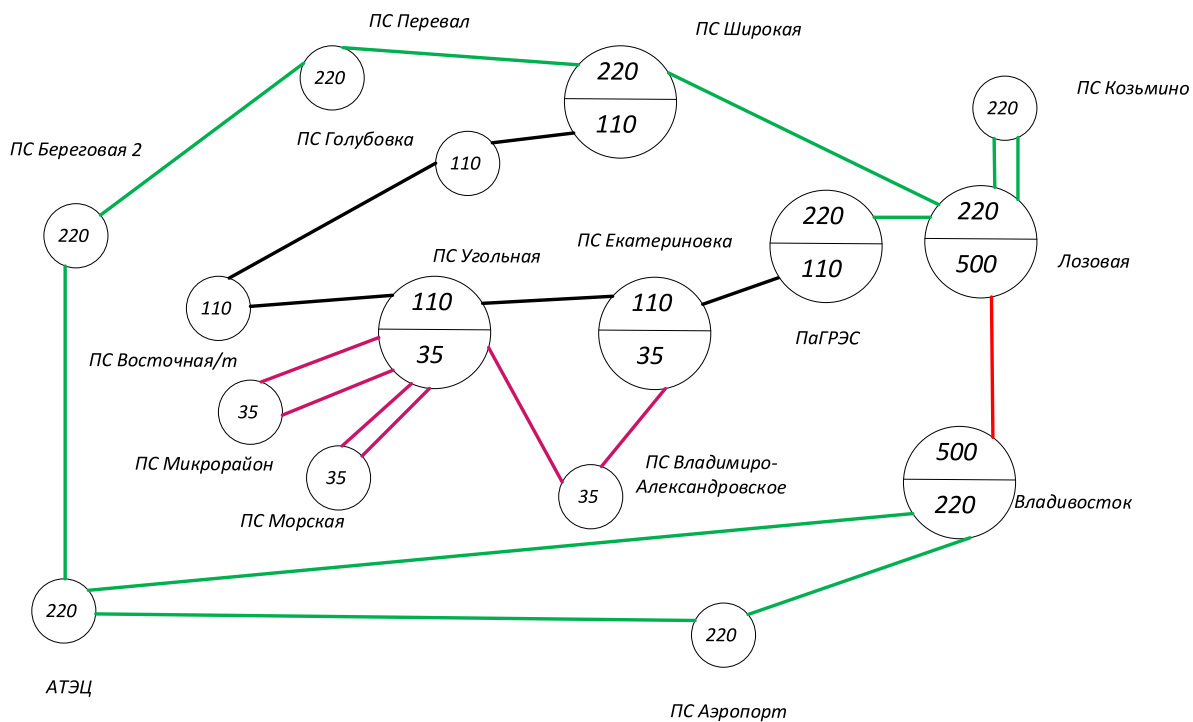 ПС Перевал
ПС Широкая
220
220
110
ПС Козьмино
220
ПС Голубовка
110
ПС Береговая 2
220
220
110
220
500
Лозовая
ПС Екатериновка
ПС Угольная
110
110
35
110
35
ПаГРЭС
ПС Восточная/т
35
ПС Микрорайон
35
ПС Морская
35
ПС Владимиро-
Александровское
500
220
Владивосток
220
АТЭЦ
220
ПС Аэропорт